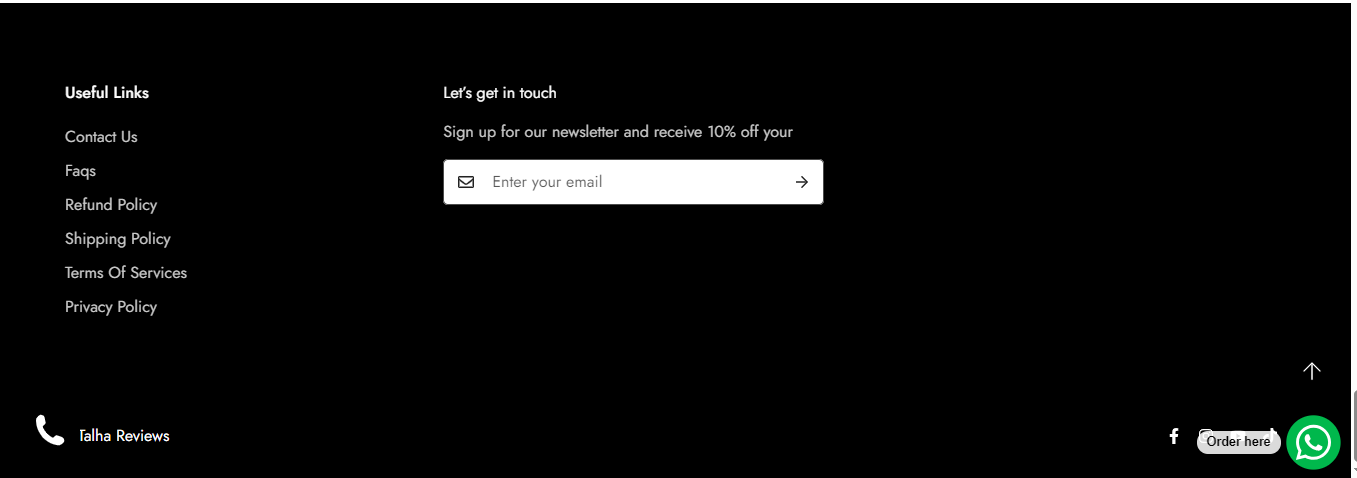 Useful Links
Contact Us
Faqs
Refund Policy
Shipping Policy
Terms Of Services
Privacy Policy
Let's get in touch
Sign up for our newsletter and receive 10% off your
Enter your email
Talha Reviews
Order here